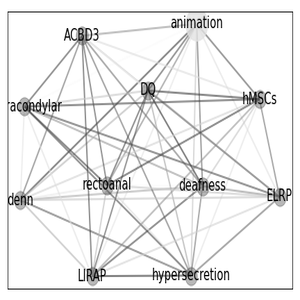 animation
ACBD3
DQ
hMSCs
racondylar
rectoanal
deafness
denn
ELRP
LIRAP
hypersecretion